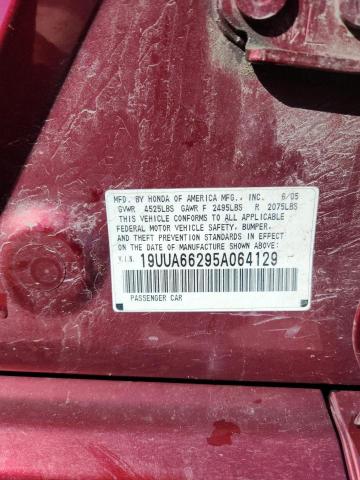 MFD. BY HONDA OF AMERICA MFG., INC. 6/05
GVWR 4525LBS GAWR F 2495LBS R 2075LBS
THIS VEHICLE CONFORMS TO ALL APPLICABLE
FEDERAL MOTOR VEHICLE SAFETY, BUMPER,
AND THEFT PREVENTION STANDARDS IN EFFECT
ON THE DATE OF MANUFACTURE SHOWN ABOVE:
V.I.N. 19UUA66295A064129
PASSENGER CAR